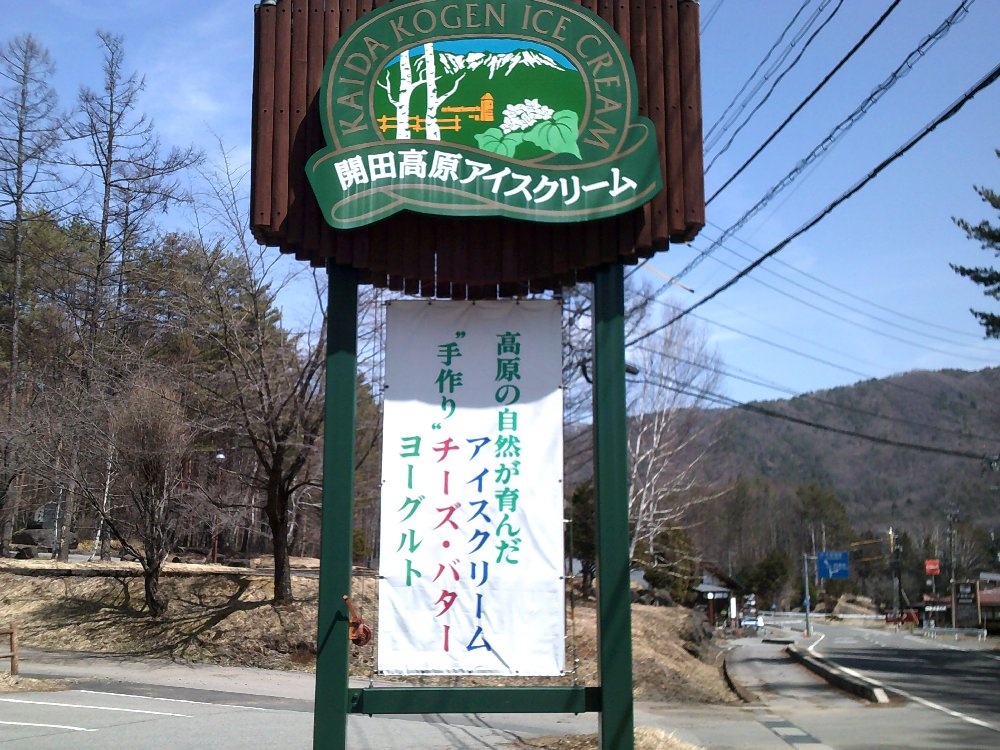 KAIDA KOGEN ICE CREAM
開田高原アイスクリーム
高原の自然が育んだ
アイスクリーム
”手作り“チーズ・バター
ヨーグルト